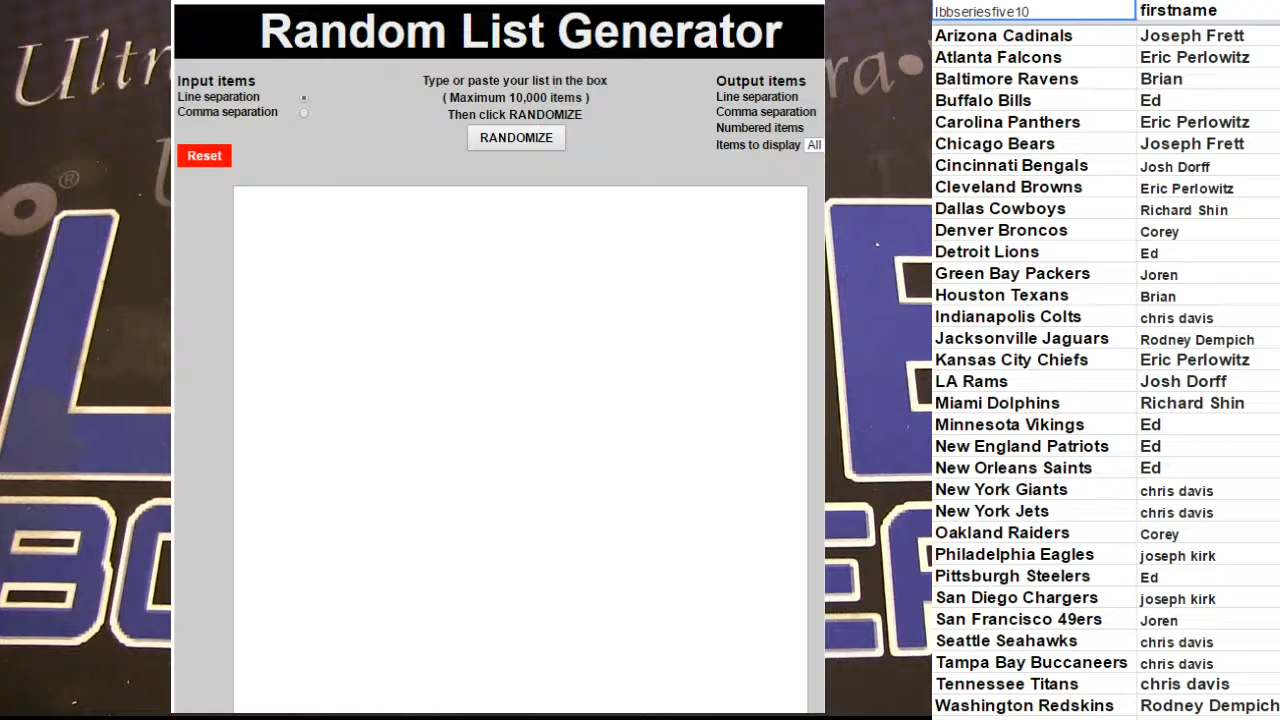 Random List Generator
Input items
Line separation
Comma separation
Reset
Type or paste your list in the box
( Maximum 10,000 items )
Then click RANDOMIZE
RANDOMIZE
Output items
Line separation
Comma separation
Numbered items
Items to display All
lbbseriesfive10 firstname
Arizona Cadinals Joseph Frett
Atlanta Falcons Eric Perlowitz
Baltimore Ravens Brian
Buffalo Bills Ed
Carolina Panthers Eric Perlowitz
Chicago Bears Joseph Frett
Cincinnati Bengals Josh Dorff
Cleveland Browns Eric Perlowitz
Dallas Cowboys Richard Shin
Denver Broncos Corey
Detroit Lions Ed
Green Bay Packers Joren
Houston Texans Brian
Indianapolis Colts chris davis
Jacksonville Jaguars Rodney Dempich
Kansas City Chiefs Eric Perlowitz
LA Rams Josh Dorff
Miami Dolphins Richard Shin
Minnesota Vikings Ed
New England Patriots Ed
New Orleans Saints Ed
New York Giants chris davis
New York Jets chris davis
Oakland Raiders Corey
Philadelphia Eagles joseph kirk
Pittsburgh Steelers Ed
San Diego Chargers joseph kirk
San Francisco 49ers Joren
Seattle Seahawks chris davis
Tampa Bay Buccaneers chris davis
Tennessee Titans chris davis
Washington Redskins Rodney Dempich